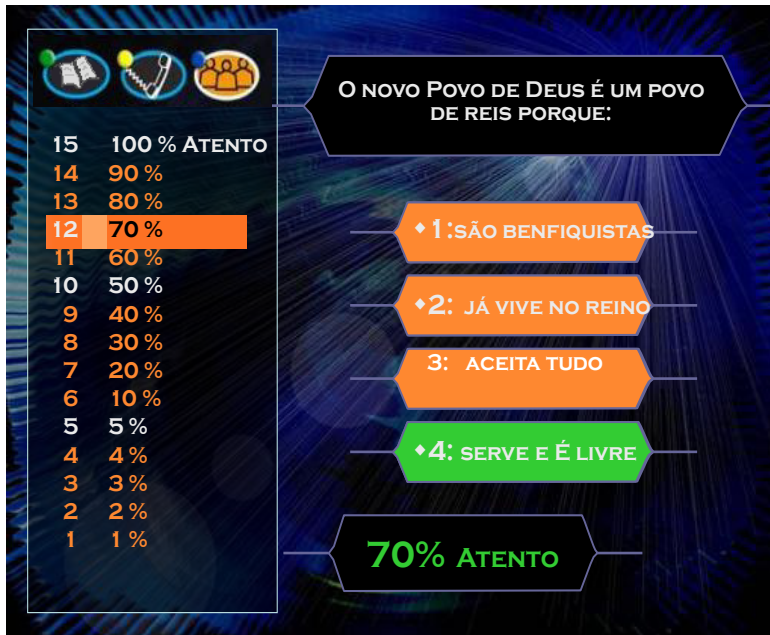 O novo Povo de Deus é um povo
de reis porque:
15 100 % Atento
14 90 %
13 80 %
12 70 %
11 60 %
10 50 %
9 40 %
8 30 %
7 20 %
6 10 %
5 5 %
4 4 %
3 3 %
2 2 %
1 1 %
1: são benfiquistas
2: já vive no reino
3: aceita tudo
4: serve e É livre
70% Atento